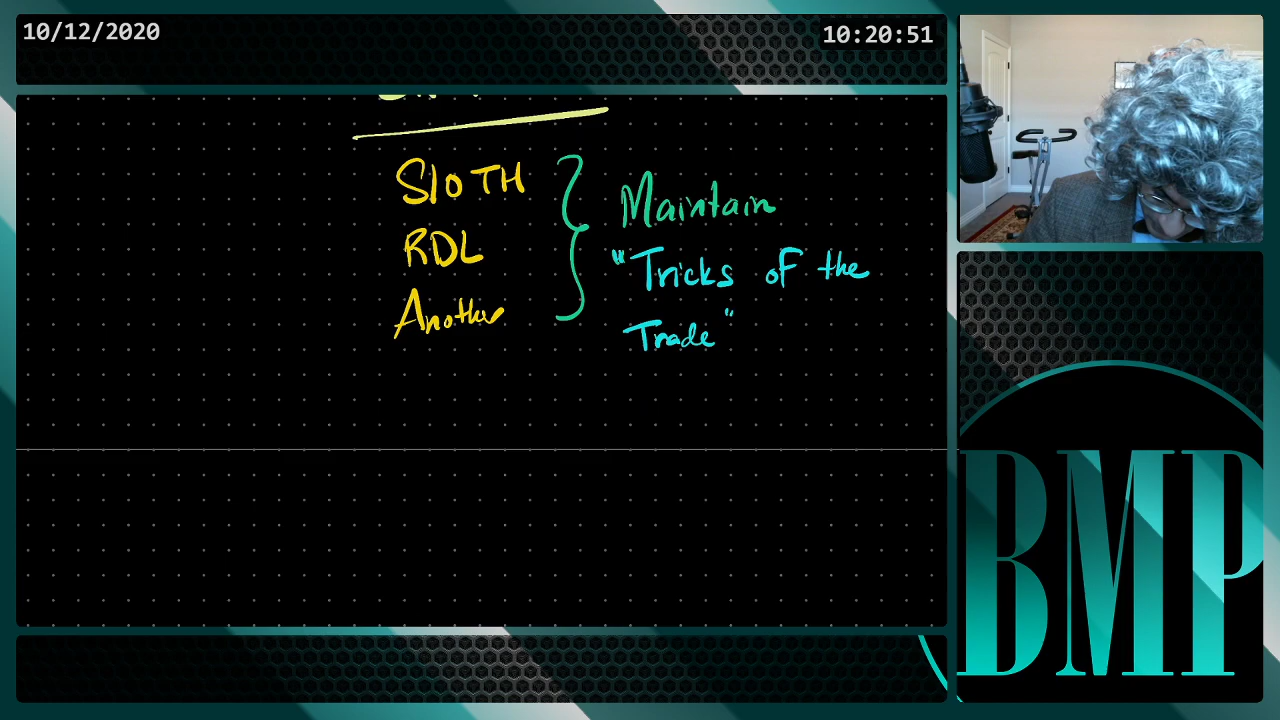 10/12/2020
10:20:51
SloTH
RDL
Another
Maintain
"Tricks of the
Trade"
BMP